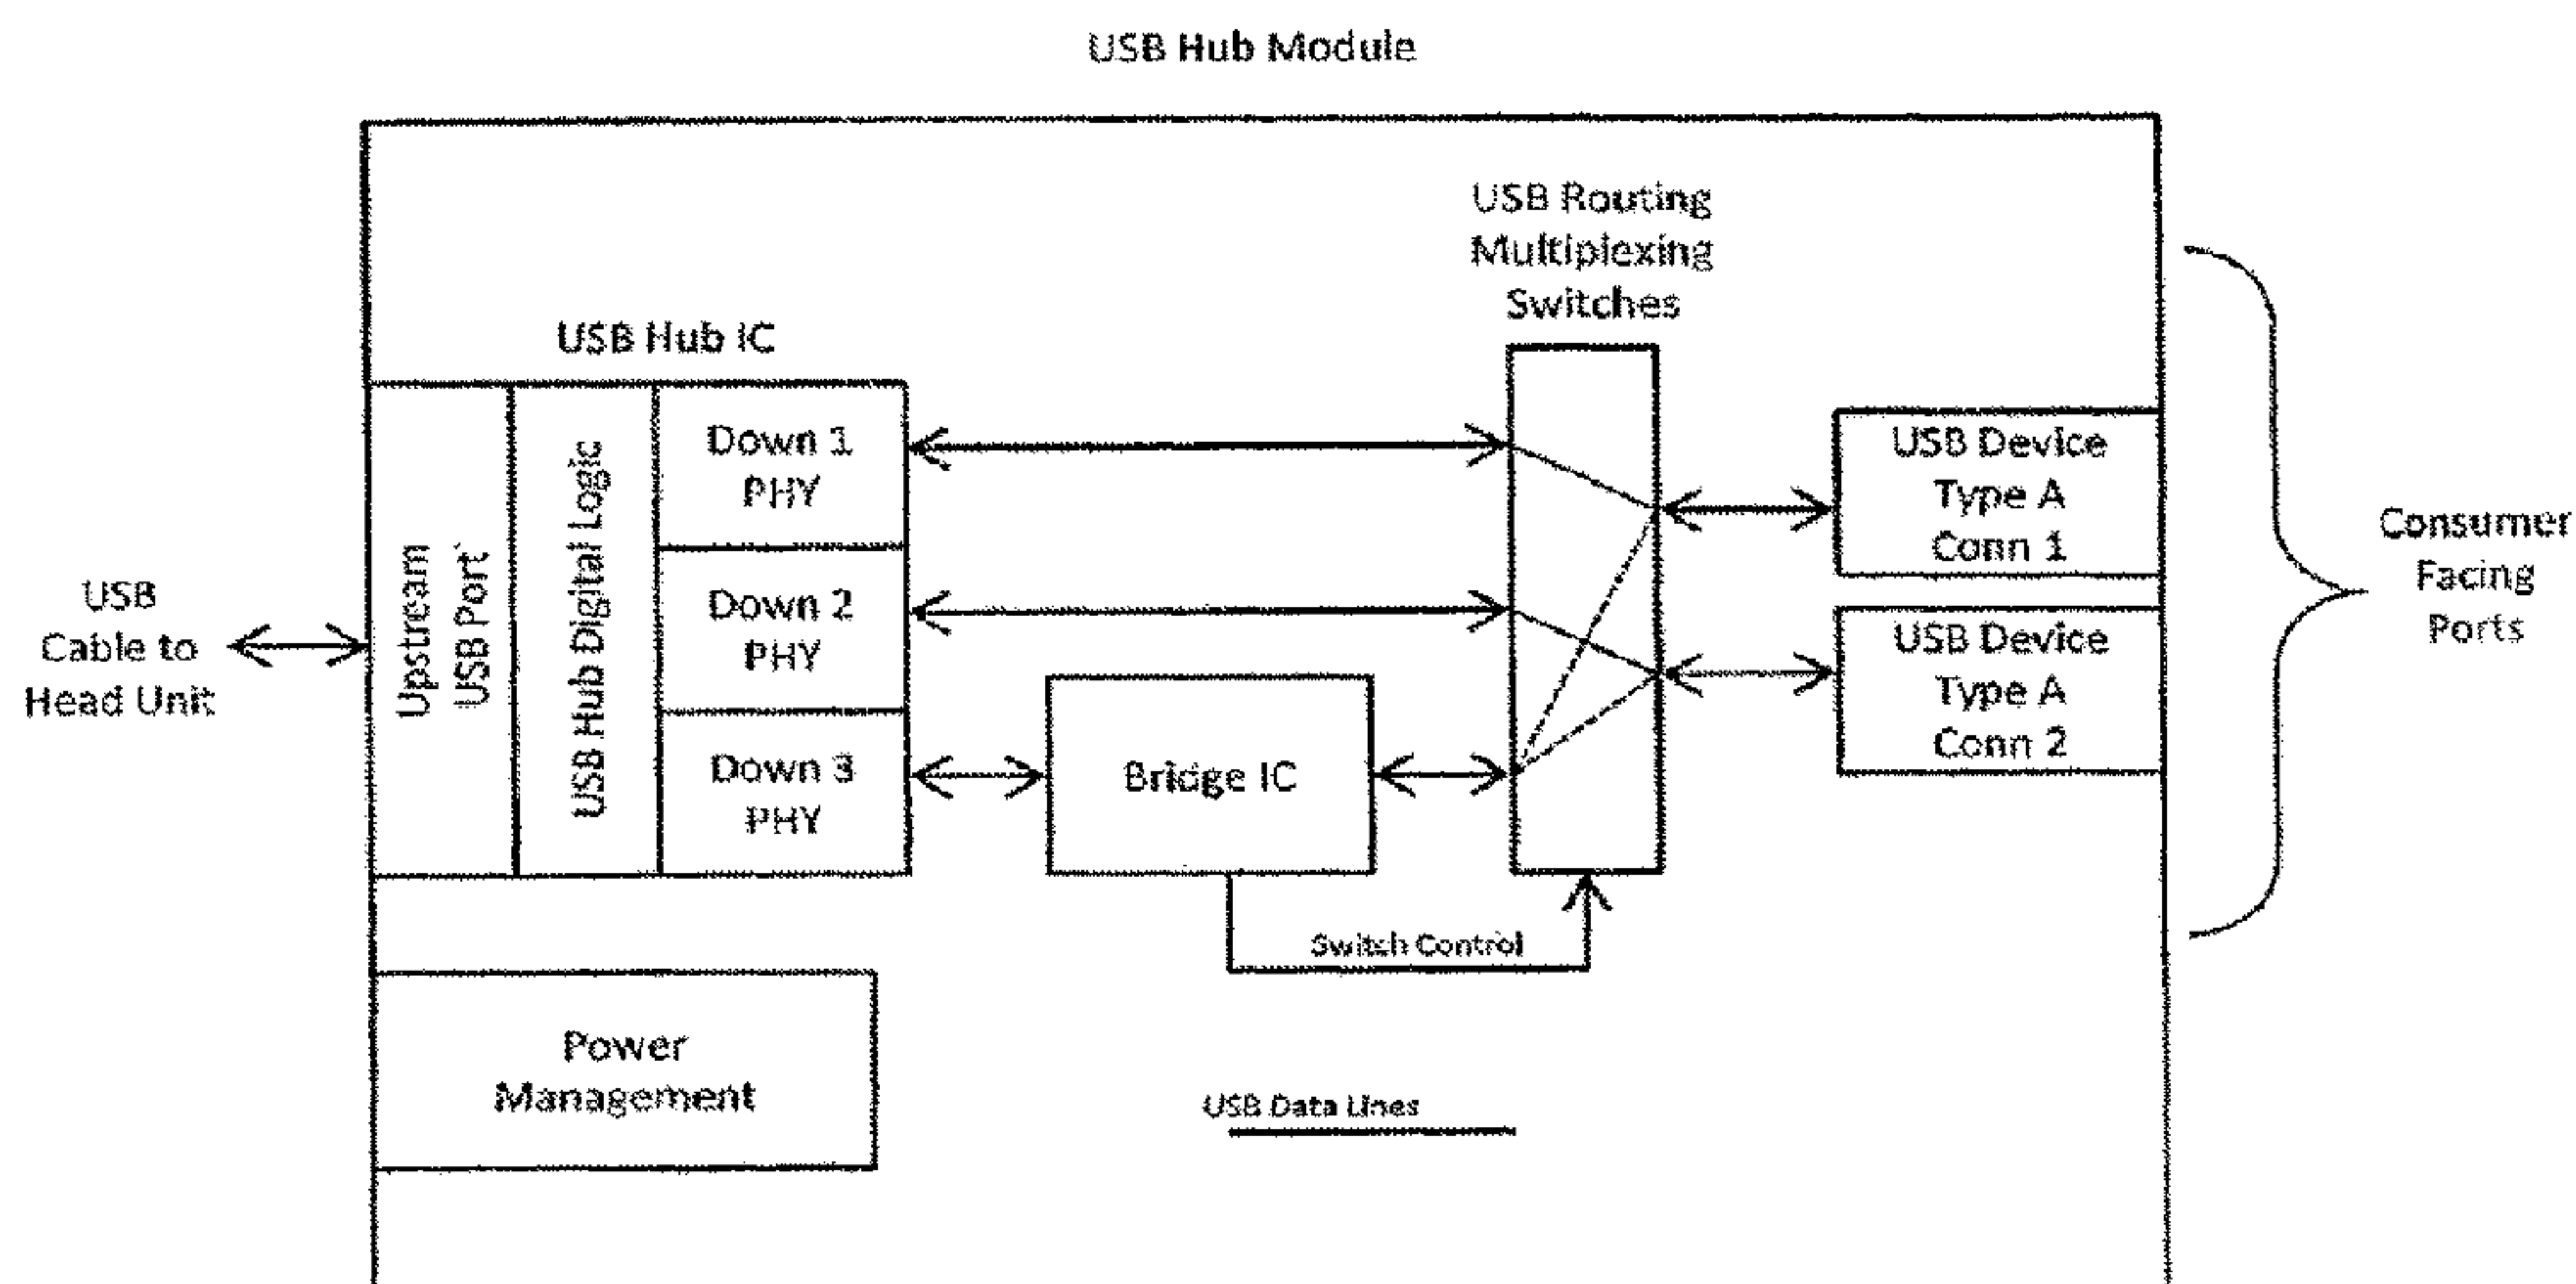 USB Hub Module
USB Routing
Multiplexing
Switches
USB Hub IC
USB
Cable to
Head Unit
Upstream
USB Port
USB Hub Digital Logic
Down 1
PHY
Down 2
PHY
Down 3
PHY
Bridge IC
Switch Control
USB Device
Type A
Conn 1
USB Device
Type A
Conn 2
Consumer
Facing
Ports
Power
Management
USB Data Lines